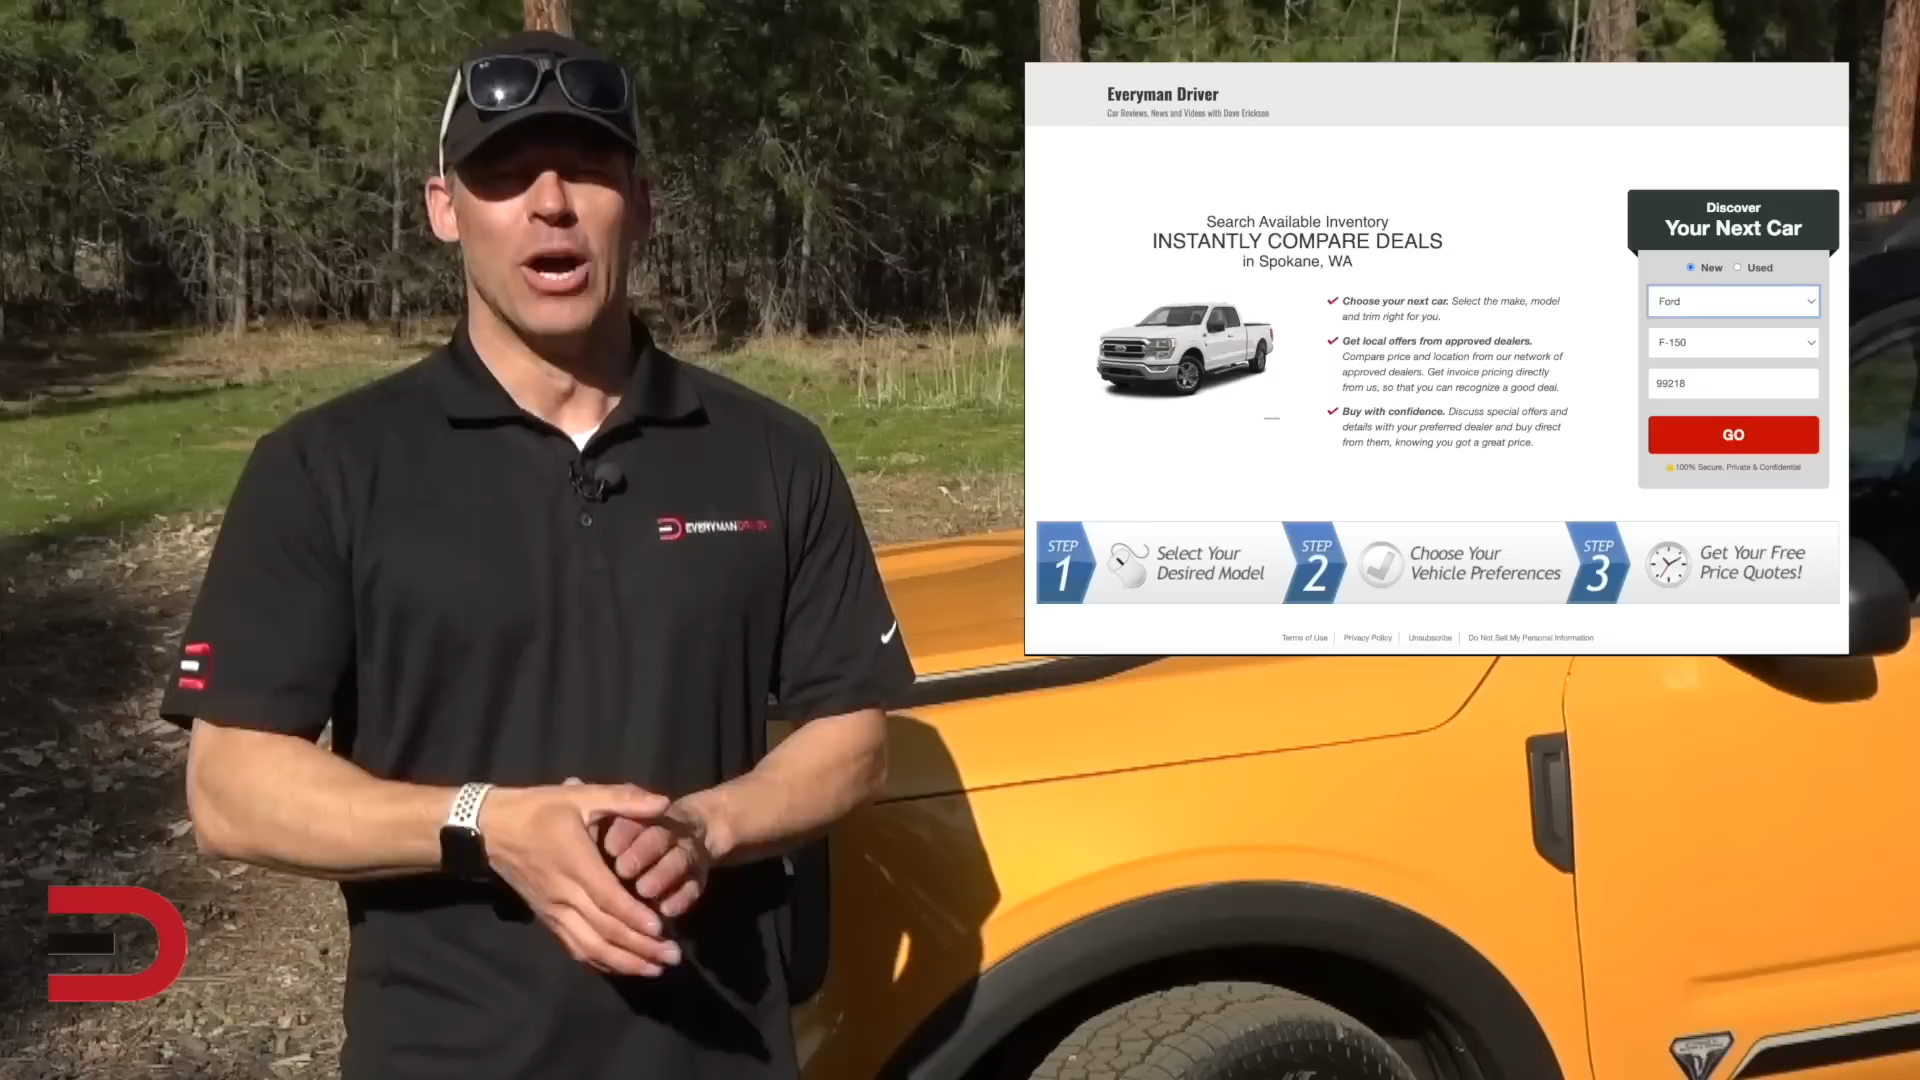 Everyman Driver
Car Reviews, News and Videos with Dave Erickson
Search Available Inventory
INSTANTLY COMPARE DEALS
in Spokane, WA
Choose your next car. Select the make, model
and trim right for you.
Get local offers from approved dealers.
Compare price and location from our network of
approved dealers. Get invoice pricing directly
from us, so that you can recognize a good deal.
Buy with confidence. Discuss special offers and
details with your preferred dealer and buy direct
from them, knowing you got a great price.
Discover
Your Next Car
New Used
Ford
F-150
99218
GO
100% Secure, Private & Confidential
STEP
1
Select Your
Desired Model
STEP
2
Choose Your
Vehicle Preferences
STEP
3
Get Your Free
Price Quotes!
Terms of Use
Privacy Policy
Unsubscribe
Do Not Sell My Personal Information
EVERYMAN DRIVER